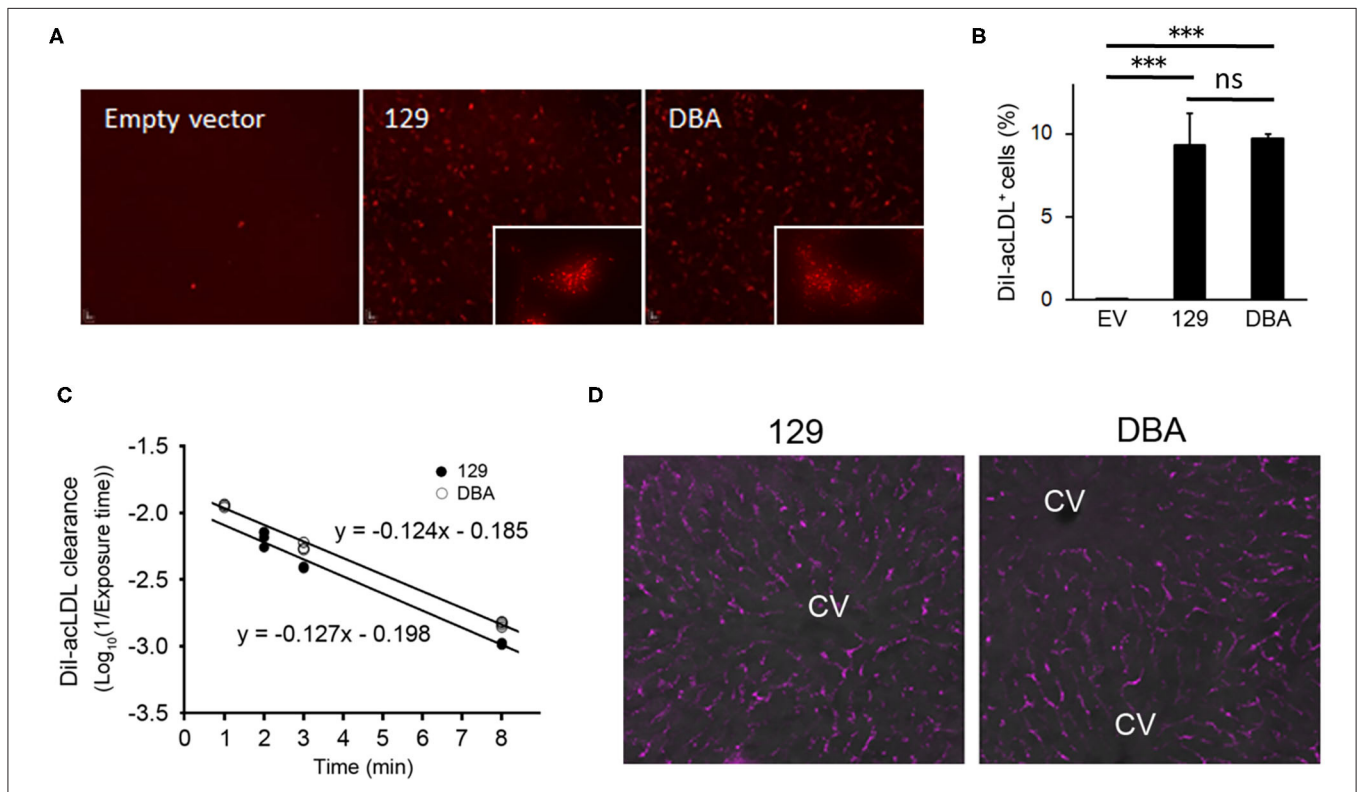 A
Empty vector
129
DBA
B
***
***
ns
DiI-acLDL⁺ cells (%)
10
5
0
EV
129
DBA
C
DiI-acLDL clearance
(Log₁₀(1/Exposure time))
-1.5
-2.0
-2.5
-3.0
-3.5
129
DBA
y = -0.124x - 0.185
y = -0.127x - 0.198
0 1 2 3 4 5 6 7 8
Time (min)
D
129
DBA
CV
CV
CV